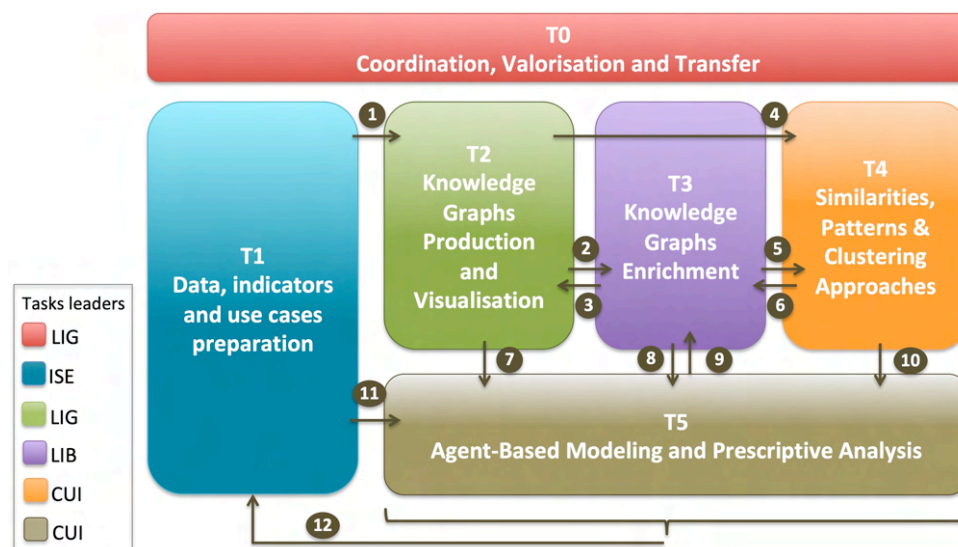 T0
Coordination, Valorisation and Transfer
1
4
T2
Knowledge
Graphs
Production
and
Visualisation
T3
Knowledge
Graphs
Enrichment
T4
Similarities,
Patterns &
Clustering
Approaches
T1
Data, indicators
and use cases
preparation
2
3
5
6
Tasks leaders
LIG
ISE
LIG
LIB
CUI
CUI
7
8
9
10
11
T5
Agent-Based Modeling and Prescriptive Analysis
12